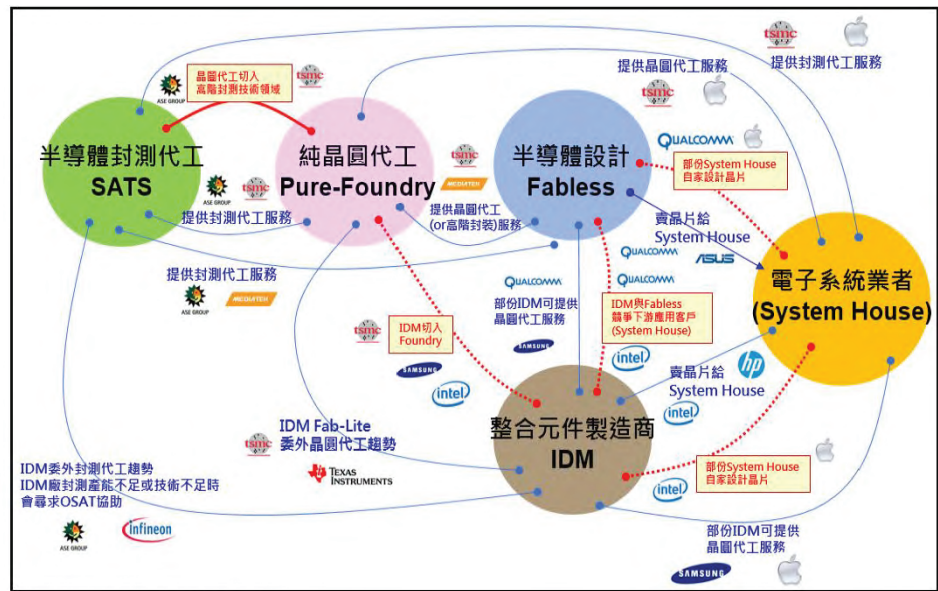 tsmc
提供封測代工服務
tsmc
提供晶圓代工服務
tsmc
ASE GROUP
晶圓代工切入
高階封測技術領域
tsmc
QUALCOMM
部份System House
自家設計晶片
半導體封測代工
SATS
純晶圓代工
Pure-Foundry
半導體設計
Fabless
tsmc
MEDIATEK
ASE GROUP
tsmc
提供封測代工服務
提供晶圓代工
(or高階封裝)服務
賣晶片給
System House
QUALCOMM
ASUS
電子系統業者
(System House)
提供封測代工服務
ASE GROUP
MEDIATEK
QUALCOMM
部份IDM可提供
晶圓代工服務
SAMSUNG
QUALCOMM
IDM與Fabless
競爭下游應用客戶
(System House)
intel
tsmc
IDM切入
Foundry
SAMSUNG
intel
hp
賣晶片給
System House
intel
整合元件製造商
IDM
IDM Fab-Lite
委外晶圓代工趨勢
tsmc
TEXAS
INSTRUMENTS
部份System House
自家設計晶片
intel
IDM委外封測代工趨勢
IDM廠封測產能不足或技術不足時
會尋求OSAT協助
ASE GROUP
infineon
部份IDM可提供
晶圓代工服務
SAMSUNG